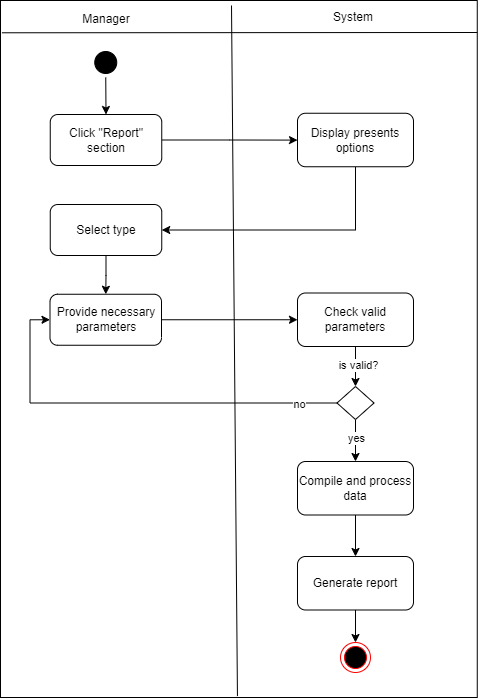 Manager
System
Click "Report"
section
Display presents
options
Select type
Provide necessary
parameters
Check valid
parameters
is valid?
no
yes
Compile and process
data
Generate report